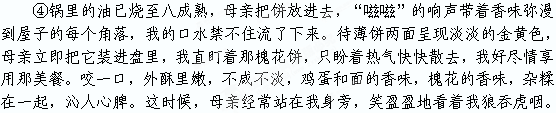 ④锅里的油已烧至八成熟，母亲把饼放进去，“嗞嗞”的响声带着香味弥漫
到屋子的每个角落，我的口水禁不住流了下来。待薄饼两面呈现淡淡的金黄色，
母亲立即把它装进盘里，我直盯着那槐花饼，只盼着热气快快散去，我好尽情享
用那美餐。咬一口，外酥里嫩，不咸不淡，鸡蛋和面的香味，槐花的香味，杂糅
在一起，沁人心脾。这时候，母亲经常站在我身旁，笑盈盈地看着我狼吞虎咽。